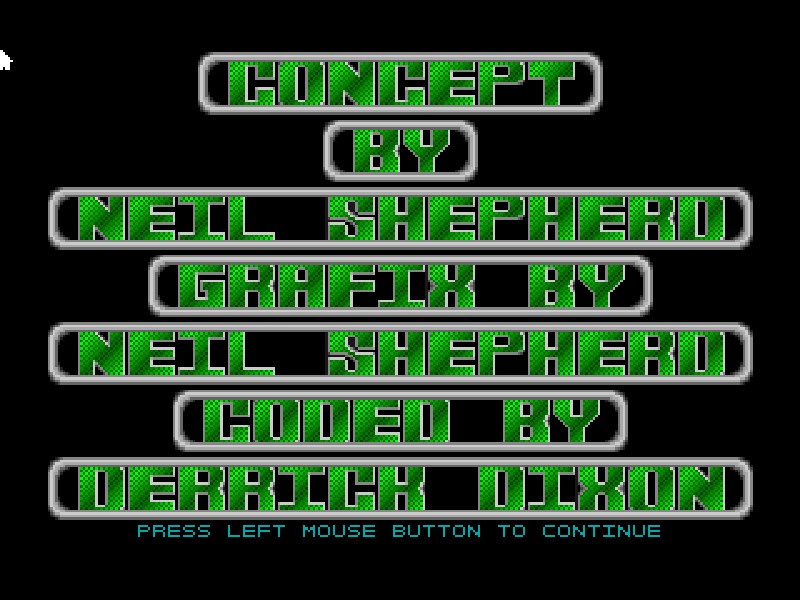 CONCEPT
BY
NEIL SHEPHERD
GRAFIX BY
NEIL SHEPHERD
CODED BY
DERRICK DIXON
PRESS LEFT MOUSE BUTTON TO CONTINUE